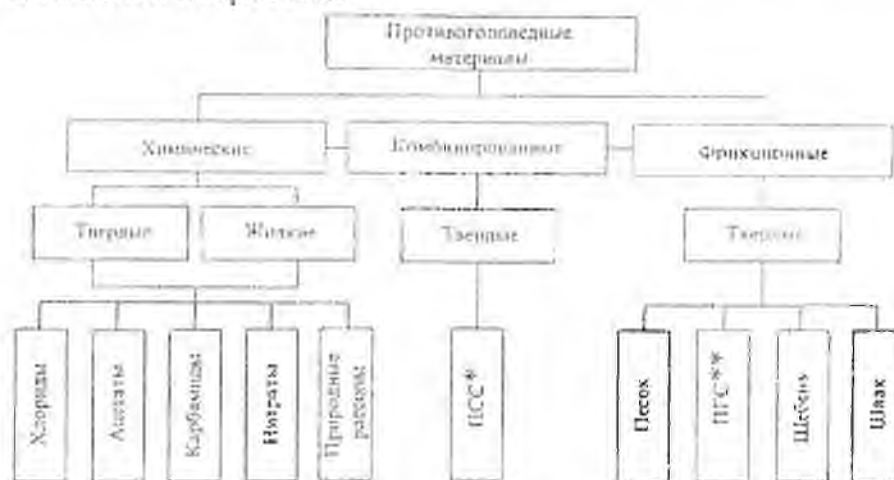 Противогололедные
материалы
Химические
Комбинированные
Фрикционные
Твердые
Жидкие
Твердые
Твердые
Хлориды
Ацетаты
Карбамиды
Нитраты
Природные
рассолы
ПСС*
Песок
ПГС**
Щебень
Шлак